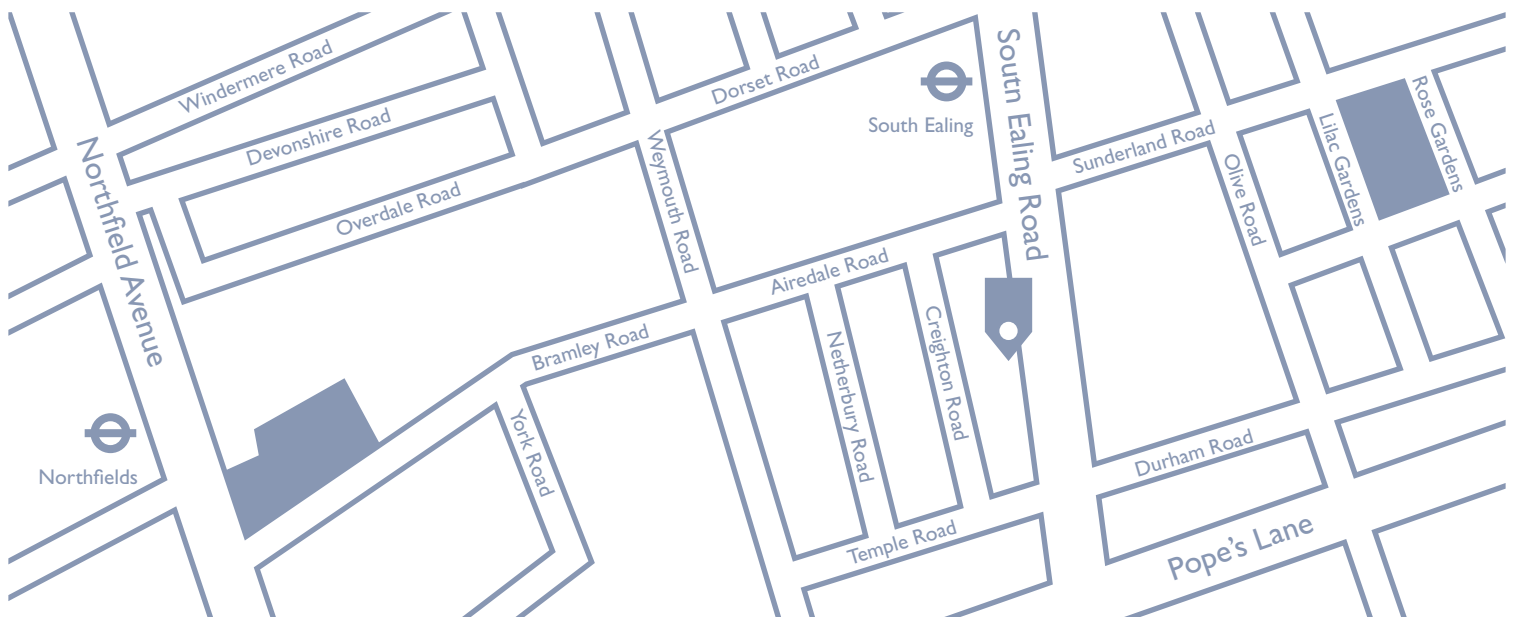 Windermere Road
Devonshire Road
Overdale Road
Northfield Avenue
Northfields
Weymouth Road
Dorset Road
South Ealing
South Ealing Road
Sunderland Road
Olive Road
Lilac Gardens
Rose Gardens
Airedale Road
Bramley Road
York Road
Netherbury Road
Creighton Road
Temple Road
Durham Road
Pope's Lane